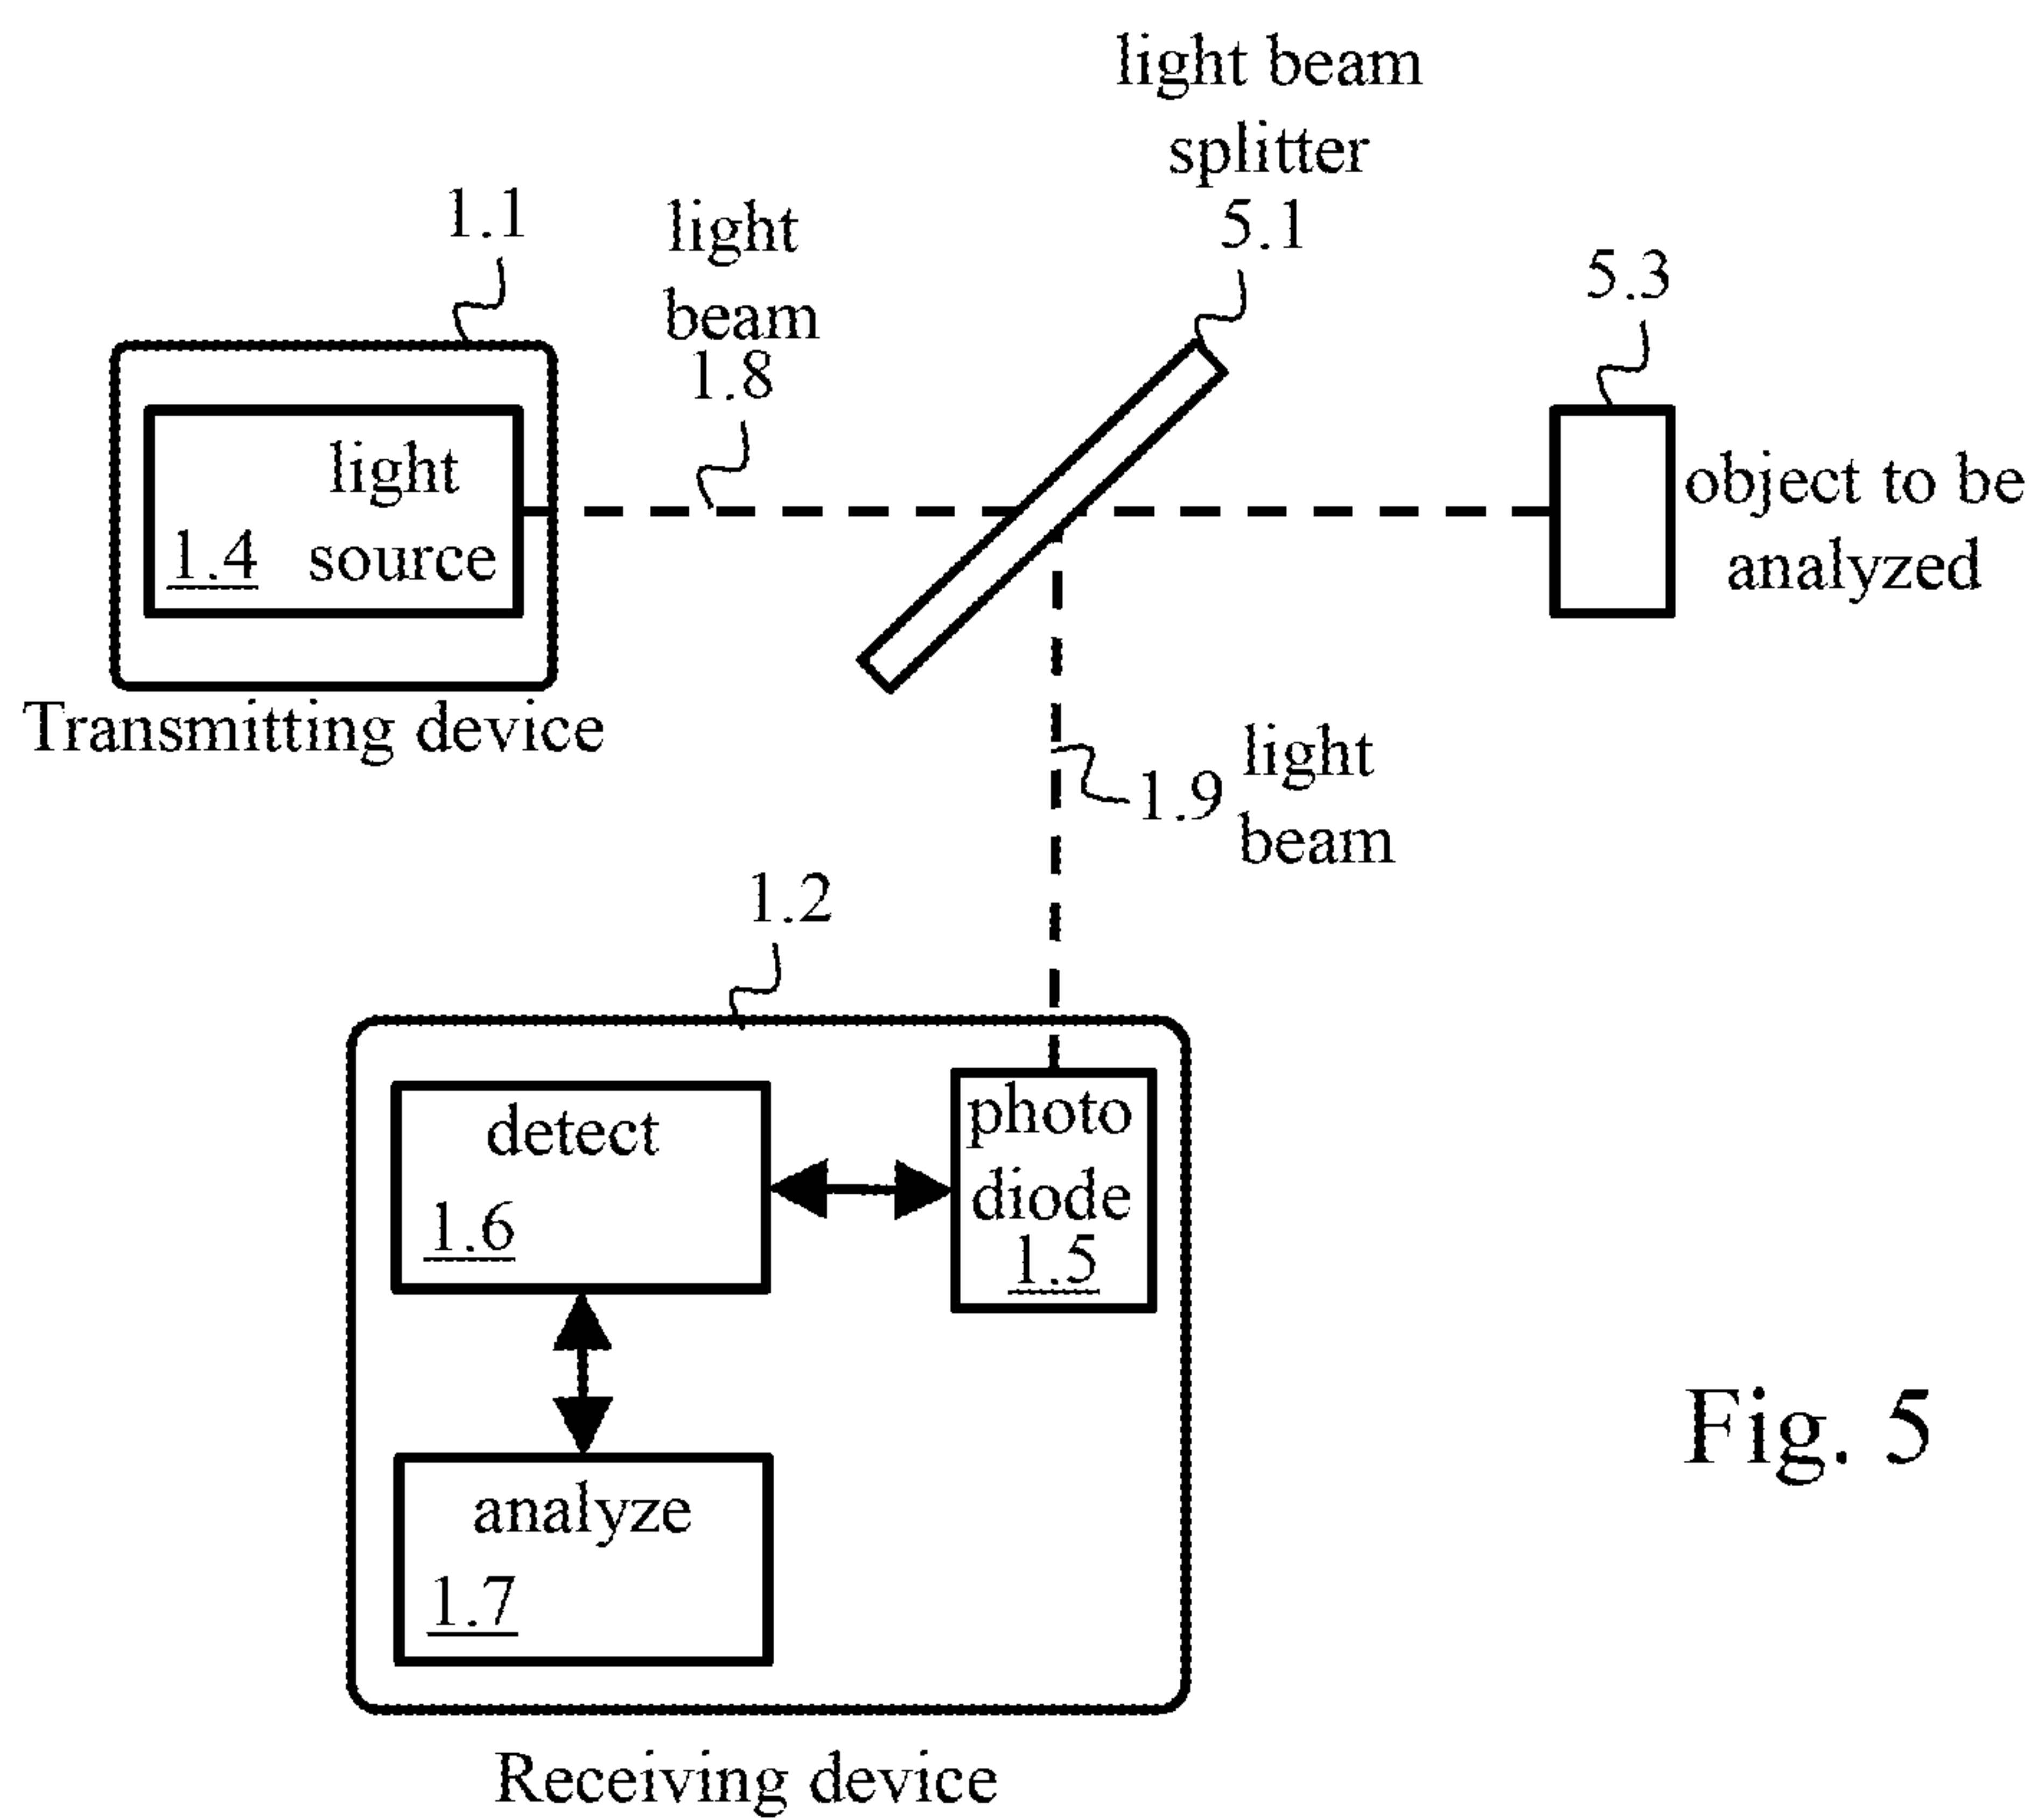 light beam
splitter
5.1
1.1
light
beam
1.8
5.3
light
source
1.4
object to be
analyzed
Transmitting device
1.9
light
beam
1.2
detect
1.6
photo
diode
1.5
analyze
1.7
Fig. 5
Receiving device